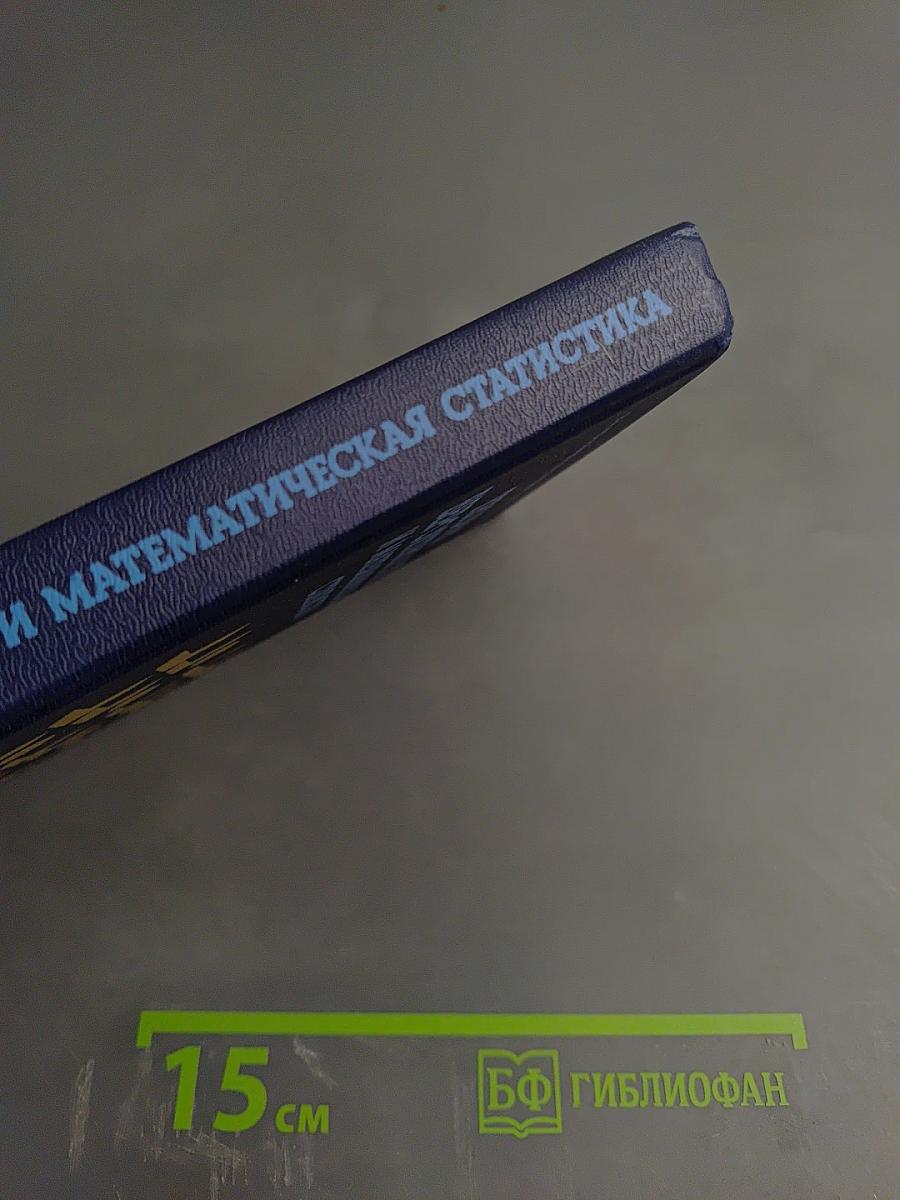 И МАТЕМАТИЧЕСКАЯ СТАТИСТИКА
15 см
БФ ГИБЛИОФАН